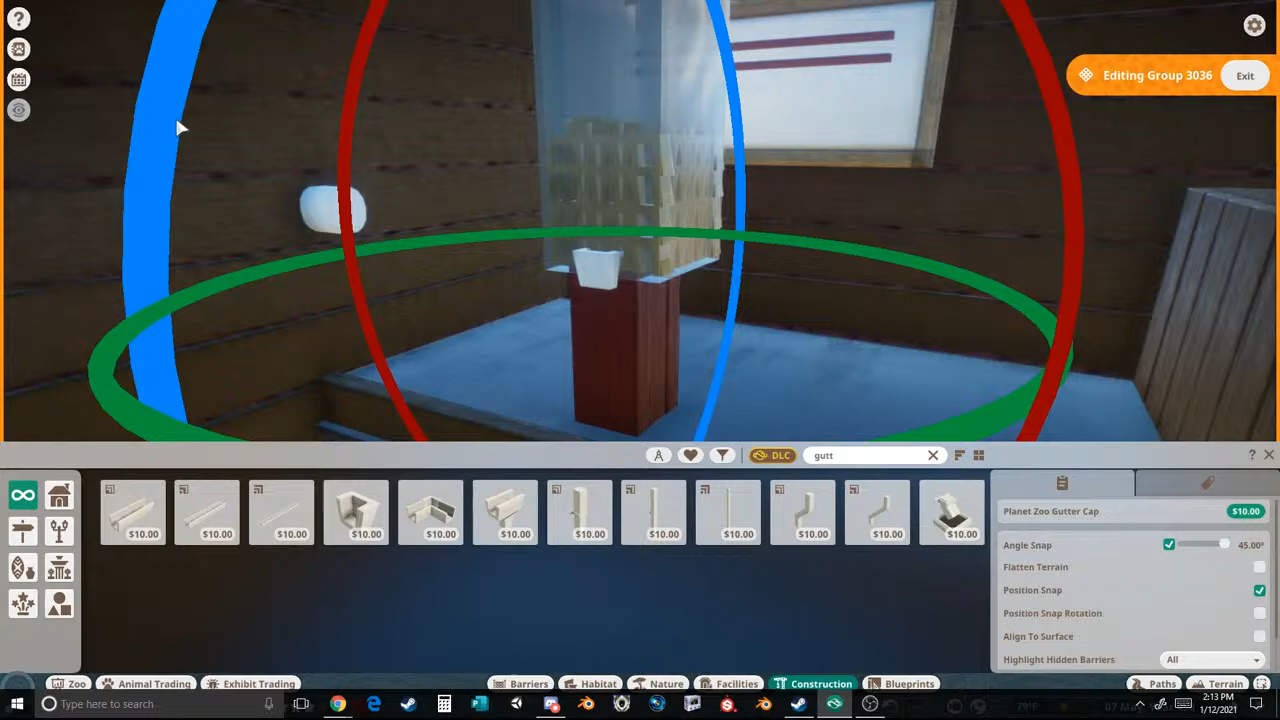 ?
Editing Group 3036
Exit
DLC
gutt
?
$10.00
$10.00
$10.00
$10.00
$10.00
$10.00
$10.00
$10.00
$10.00
$10.00
$10.00
$10.00
Planet Zoo Gutter Cap
$10.00
Angle Snap
45.00°
Flatten Terrain
Position Snap
Position Snap Rotation
Align To Surface
Highlight Hidden Barriers
All
Zoo
Animal Trading
Exhibit Trading
Barriers
Habitat
Nature
Facilities
Construction
Blueprints
Paths
Terrain
Type here to search
2:13 PM
1/12/2021